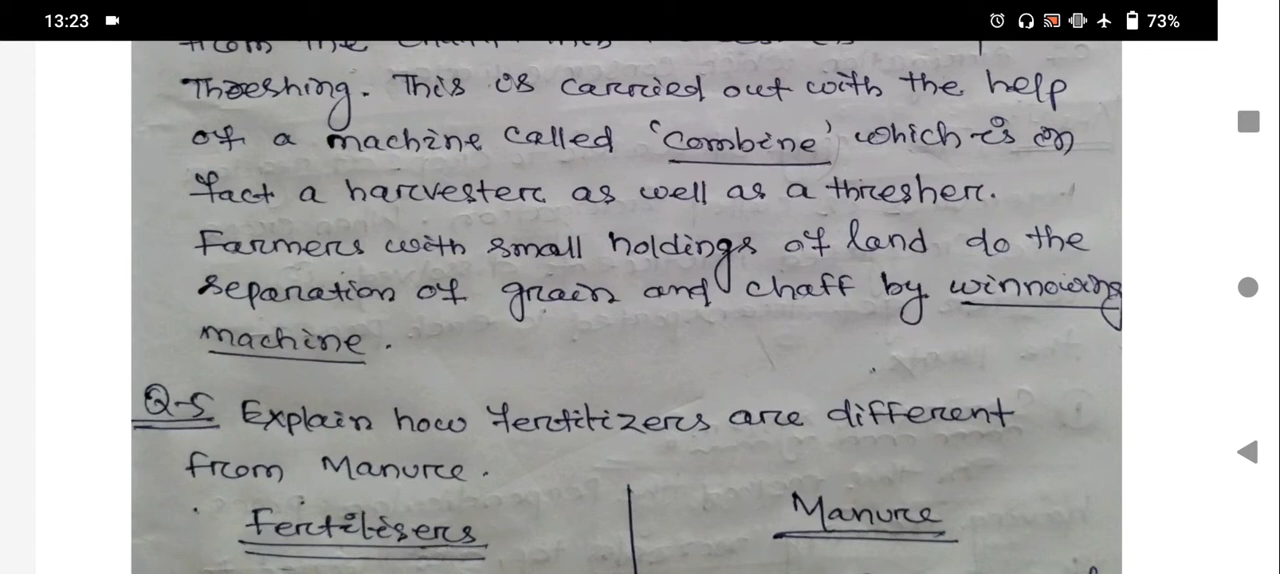 13:23
73%
from the
Threshing. This is carried out with the help
of a machine called 'combine' which is in
fact a harvester as well as a thresher.
Farmers with small holdings of land do the
separation of grain and chaff by winnowing
machine.
Q-5 Explain how fertilizers are different
from Manure.
Fertilisers
Manure